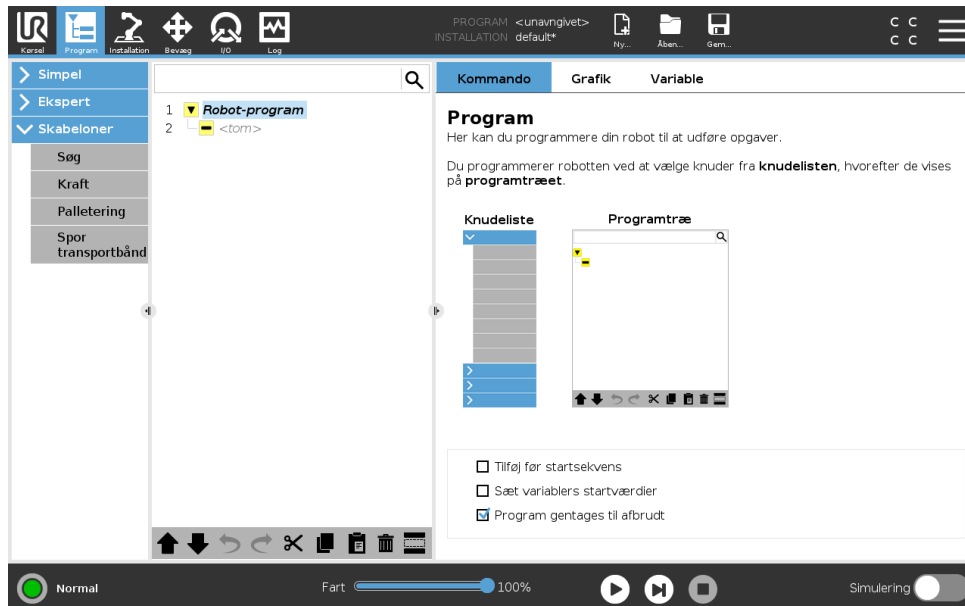 UR
Kørsel
Program
Installation
Bevæg
I/O
Log
PROGRAM <unavngivet>
INSTALLATION default*
Ny...
Åben...
Gem...
C C
C C
Simpel
Ekspert
Skabeloner
Søg
Kraft
Palletering
Spor
transportbånd
1 Robot-program
2 <tom>
Kommando
Grafik
Variable
Program
Her kan du programmere din robot til at udføre opgaver.
Du programmerer robotten ved at vælge knuder fra knudelisten, hvorefter de vises
på programtræet.
Knudeliste
Programtræ
Tilføj før startsekvens
Sæt variablers startværdier
Program gentages til afbrudt
Normal
Fart
100%
Simulering